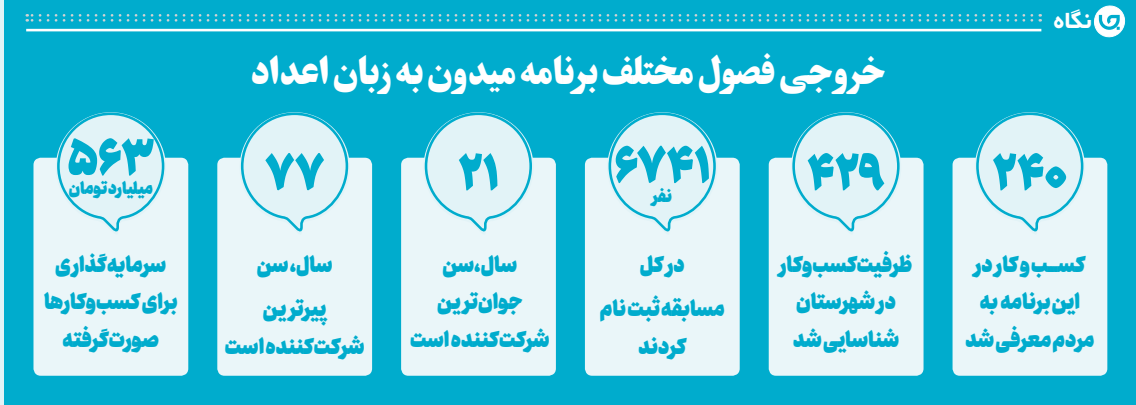 نگاه
خروجی فصول مختلف برنامه میدون به زبان اعداد
۲۴۰
کسب‌وکار در
این برنامه به
مردم معرفی شد
۴۲۹
ظرفیت کسب‌وکار
در شهرستان
شناسایی شد
۶۷۴۱
نفر
در کل
مسابقه ثبت نام
کردند
۲۱
سال، سن
جوان‌ترین
شرکت‌کننده است
۷۷
سال، سن
پیرترین
شرکت‌کننده است
۵۶۳
میلیارد تومان
سرمایه‌گذاری
برای کسب‌وکارها
صورت گرفته